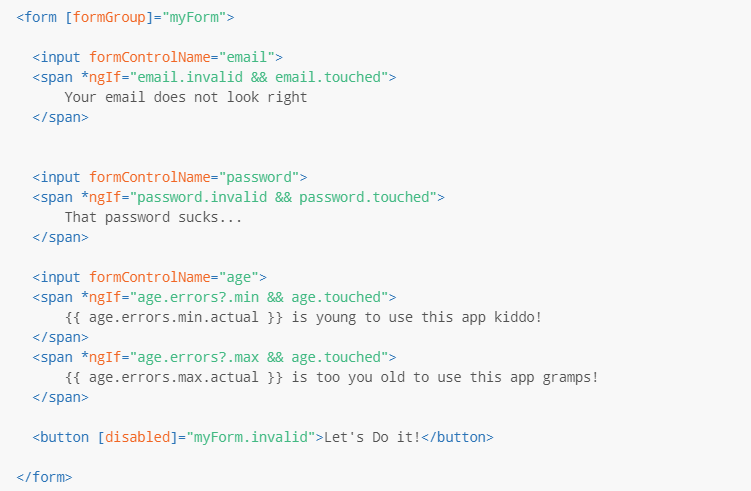 <form [formGroup]="myForm">
<input formControlName="email">
<span *ngIf="email.invalid && email.touched">
Your email does not look right
</span>
<input formControlName="password">
<span *ngIf="password.invalid && password.touched">
That password sucks...
</span>
<input formControlName="age">
<span *ngIf="age.errors?.min && age.touched">
{{ age.errors.min.actual }} is young to use this app kiddo!
</span>
<span *ngIf="age.errors?.max && age.touched">
{{ age.errors.max.actual }} is too you old to use this app gramps!
</span>
<button [disabled]="myForm.invalid">Let's Do it!</button>
</form>